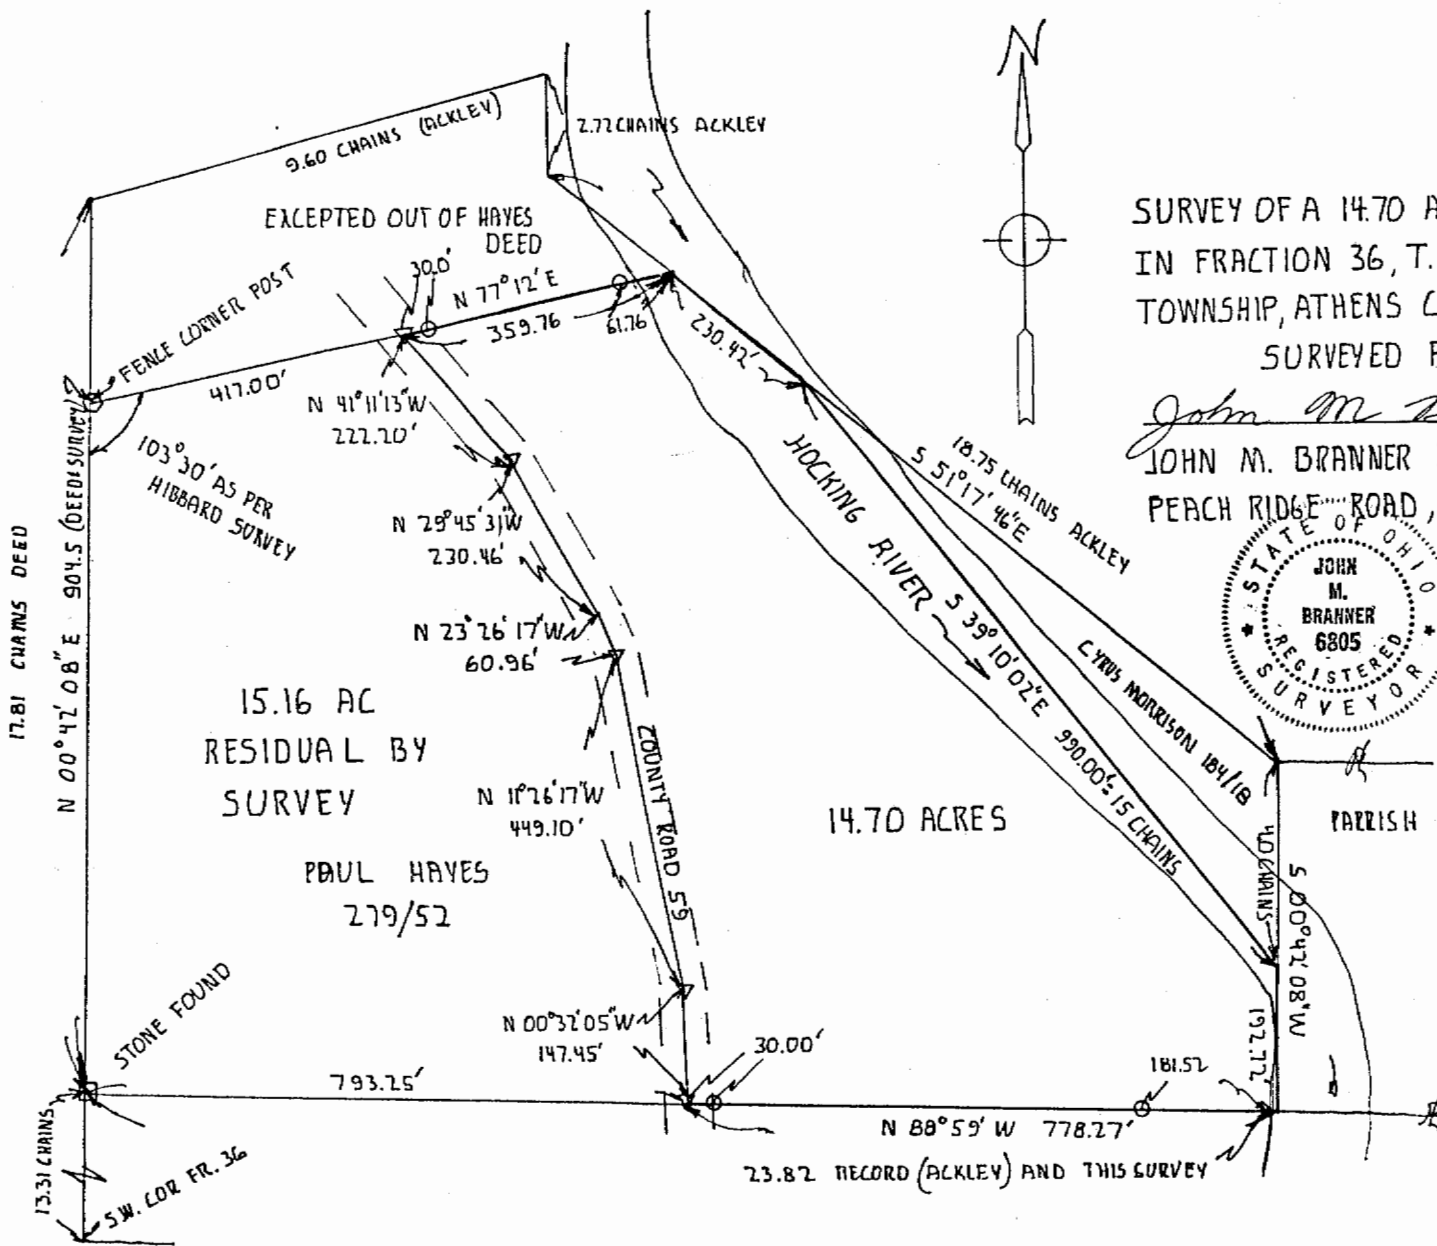 9.60 CHAINS (ACKLEY)
2.72 CHAINS ACKLEY
N
EXCEPTED OUT OF HAYES
DEED
SURVEY OF A 14.70 A
IN FRACTION 36, T.
TOWNSHIP, ATHENS C
SURVEYED
John M
JOHN M. BRANNER
PEACH RIDGE ROAD,
STATE OF OHIO
JOHN
M.
BRANNER
6805
REGISTERED
SURVEYOR
FENCE CORNER POST
30.0'
N 77°12' E
359.76
61.76'
230.42'
417.00'
103°30' AS PER
HIBBARD SURVEY
N 41°11'13"W
222.20'
N 29°45'31"W
230.46'
N 23°26'17"W
60.96'
N 11°26'17"W
449.10'
N 00°32'05"W
147.45'
17.81 CHAINS DEED
N 00°42'08" E 904.5 (DEED & SURVEY)
HOCKING RIVER
18.75 CHAINS ACKLEY
S 51°17'46"E
S 39°10'02"E 990.00'= 15 CHAINS
CYRUS MORRISON 184/18
15.16 AC
RESIDUAL BY
SURVEY
PAUL HAYES
279/52
COUNTY ROAD 59
14.70 ACRES
PARRISH
4.0 CHAINS
S 00°42'08"W
192.72'
STONE FOUND
793.25'
30.00'
181.52
N 88°59' W 778.27'
23.82 RECORD (ACKLEY) AND THIS SURVEY
13.31 CHAINS
S.W. COR FR. 36